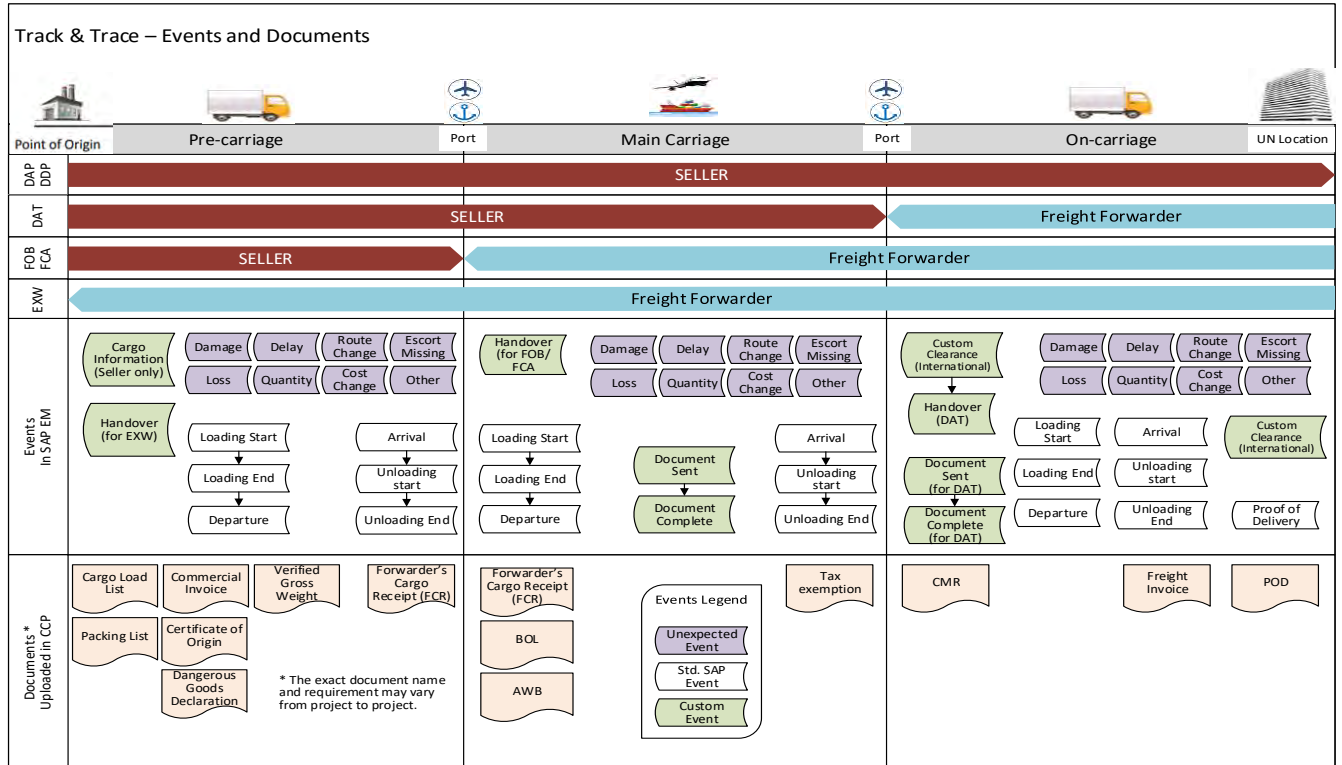 Track & Trace – Events and Documents
Point of Origin
Pre-carriage
Port
Main Carriage
Port
On-carriage
UN Location
DAP
DDP
SELLER
DAT
SELLER
Freight Forwarder
FOB
FCA
SELLER
Freight Forwarder
EXW
Freight Forwarder
Events
In SAP EM
Cargo
Information
(Seller only)
Damage
Delay
Route
Change
Escort
Missing
Loss
Quantity
Cost
Change
Other
Handover
(for EXW)
Loading Start
Loading End
Departure
Arrival
Unloading
start
Unloading End
Handover
(for FOB/
FCA
Damage
Delay
Route
Change
Escort
Missing
Loss
Quantity
Cost
Change
Other
Loading Start
Loading End
Departure
Document
Sent
Document
Complete
Arrival
Unloading
start
Unloading End
Custom
Clearance
(International)
Handover
(DAT)
Document
Sent
(for DAT)
Document
Complete
(for DAT)
Damage
Delay
Route
Change
Escort
Missing
Loss
Quantity
Cost
Change
Other
Loading
Start
Loading End
Departure
Arrival
Unloading
start
Unloading
End
Custom
Clearance
(International)
Proof of
Delivery
Documents *
Uploaded in CCP
Cargo Load
List
Commercial
Invoice
Verified
Gross
Weight
Forwarder's
Cargo
Receipt (FCR)
Packing List
Certificate of
Origin
Dangerous
Goods
Declaration
* The exact document name
and requirement may vary
from project to project.
Forwarder's
Cargo Receipt
(FCR)
BOL
AWB
Events Legend
Unexpected
Event
Std. SAP
Event
Custom
Event
Tax
exemption
CMR
Freight
Invoice
POD